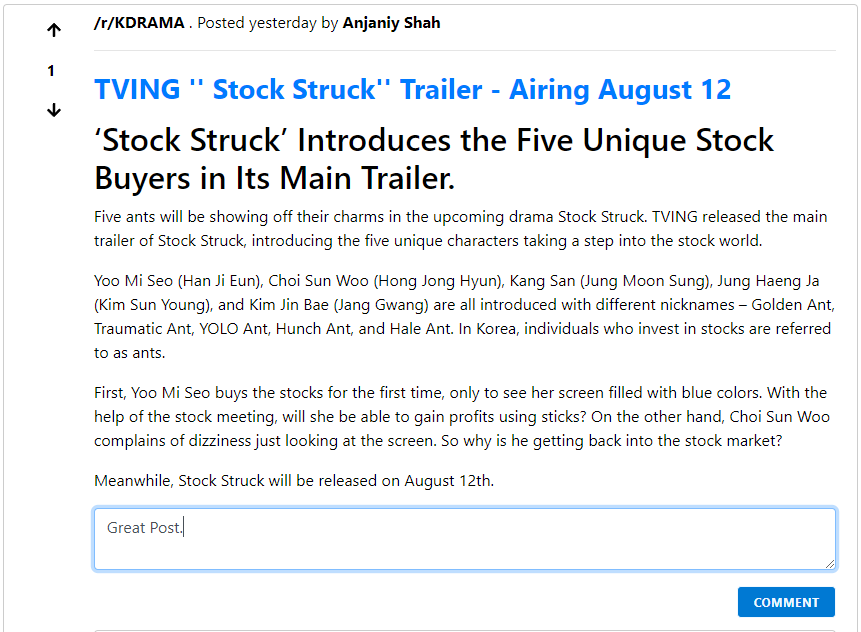 /r/KDRAMA . Posted yesterday by Anjaniy Shah
1
TVING '' Stock Struck'' Trailer - Airing August 12
‘Stock Struck’ Introduces the Five Unique Stock
Buyers in Its Main Trailer.
Five ants will be showing off their charms in the upcoming drama Stock Struck. TVING released the main
trailer of Stock Struck, introducing the five unique characters taking a step into the stock world.
Yoo Mi Seo (Han Ji Eun), Choi Sun Woo (Hong Jong Hyun), Kang San (Jung Moon Sung), Jung Haeng Ja
(Kim Sun Young), and Kim Jin Bae (Jang Gwang) are all introduced with different nicknames – Golden Ant,
Traumatic Ant, YOLO Ant, Hunch Ant, and Hale Ant. In Korea, individuals who invest in stocks are referred
to as ants.
First, Yoo Mi Seo buys the stocks for the first time, only to see her screen filled with blue colors. With the
help of the stock meeting, will she be able to gain profits using sticks? On the other hand, Choi Sun Woo
complains of dizziness just looking at the screen. So why is he getting back into the stock market?
Meanwhile, Stock Struck will be released on August 12th.
Great Post.
COMMENT